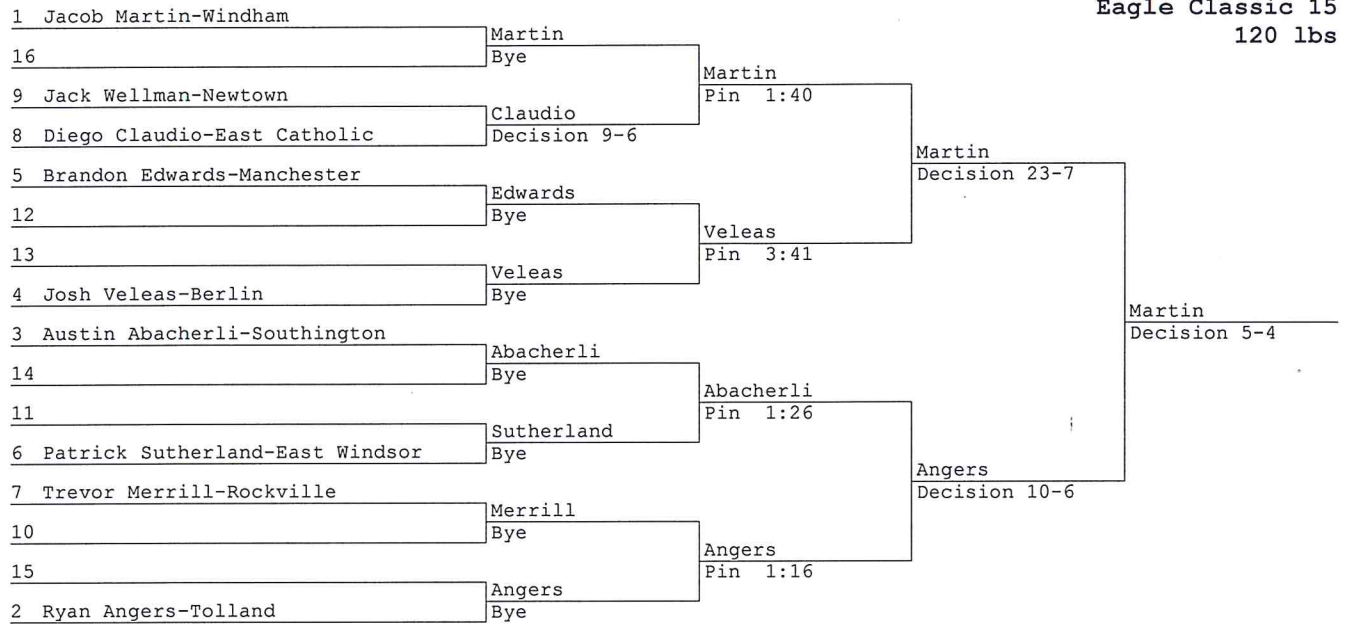 Eagle Classic 15
120 lbs
1 Jacob Martin-Windham
16
9 Jack Wellman-Newtown
8 Diego Claudio-East Catholic
5 Brandon Edwards-Manchester
12
13
4 Josh Veleas-Berlin
3 Austin Abacherli-Southington
14
11
6 Patrick Sutherland-East Windsor
7 Trevor Merrill-Rockville
10
15
2 Ryan Angers-Tolland
Martin
Bye
Claudio
Decision 9-6
Edwards
Bye
Veleas
Bye
Abacherli
Bye
Sutherland
Bye
Merrill
Bye
Angers
Bye
Martin
Pin 1:40
Veleas
Pin 3:41
Abacherli
Pin 1:26
Angers
Pin 1:16
Martin
Decision 23-7
Angers
Decision 10-6
Martin
Decision 5-4